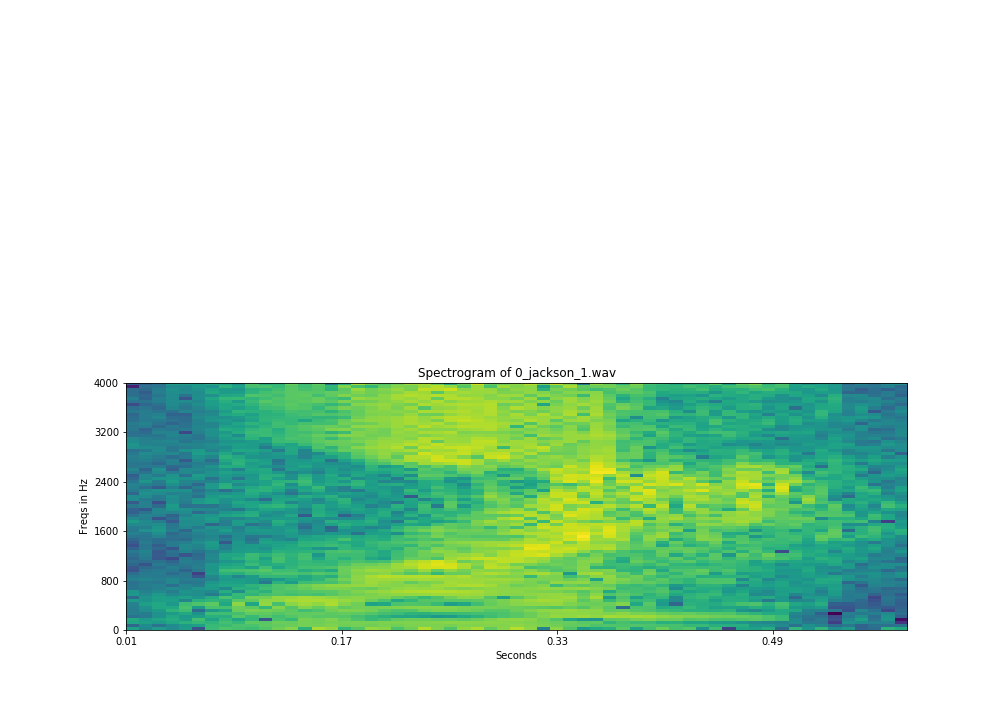 Spectrogram of 0_jackson_1.wav
4000
3200
2400
1600
800
0
Freqs in Hz
0.01 0.17 0.33 0.49
Seconds